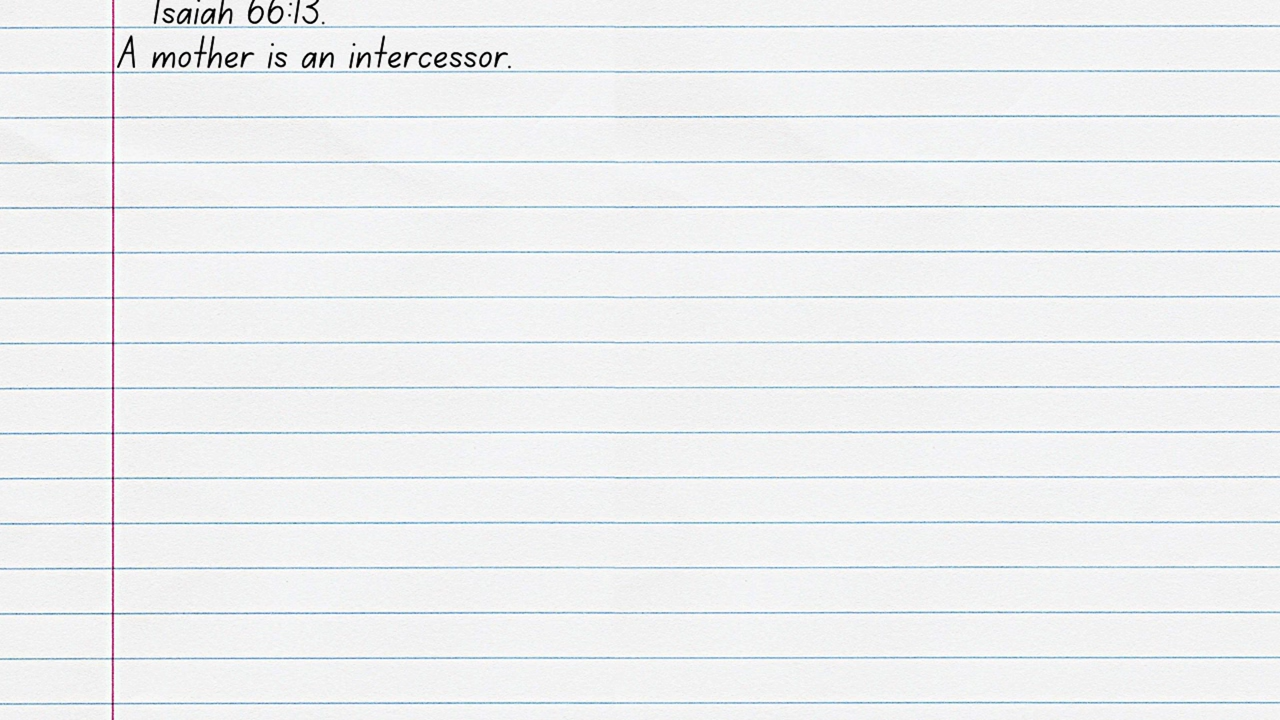 Isaiah 66:13.
A mother is an intercessor.